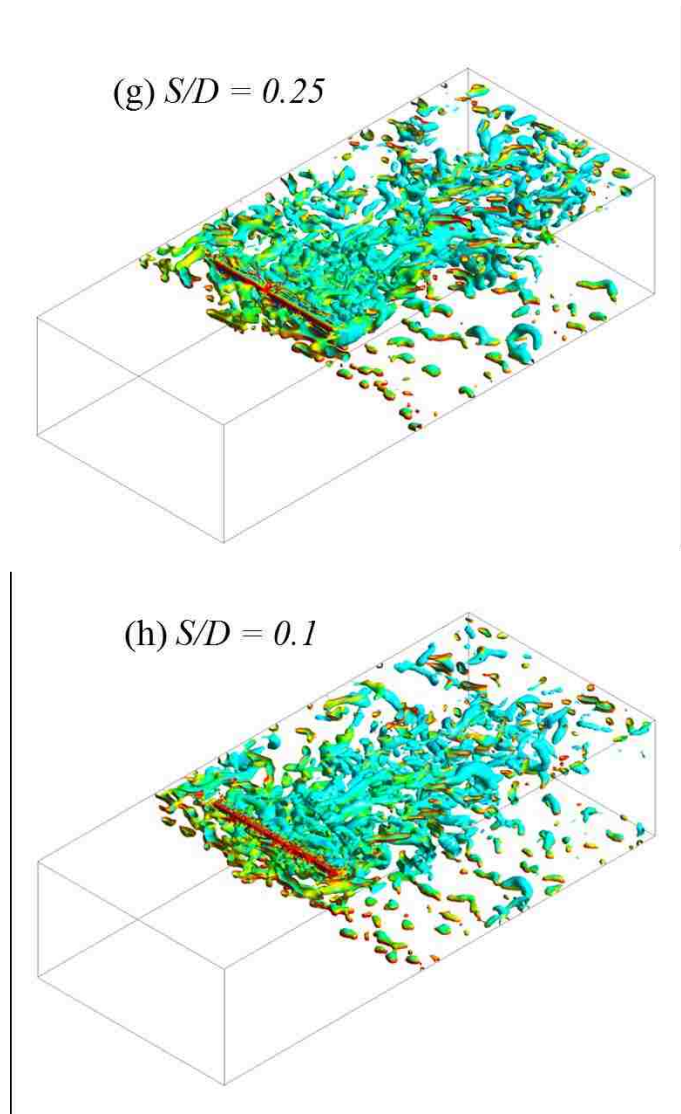 (g) S/D = 0.25
(h) S/D = 0.1